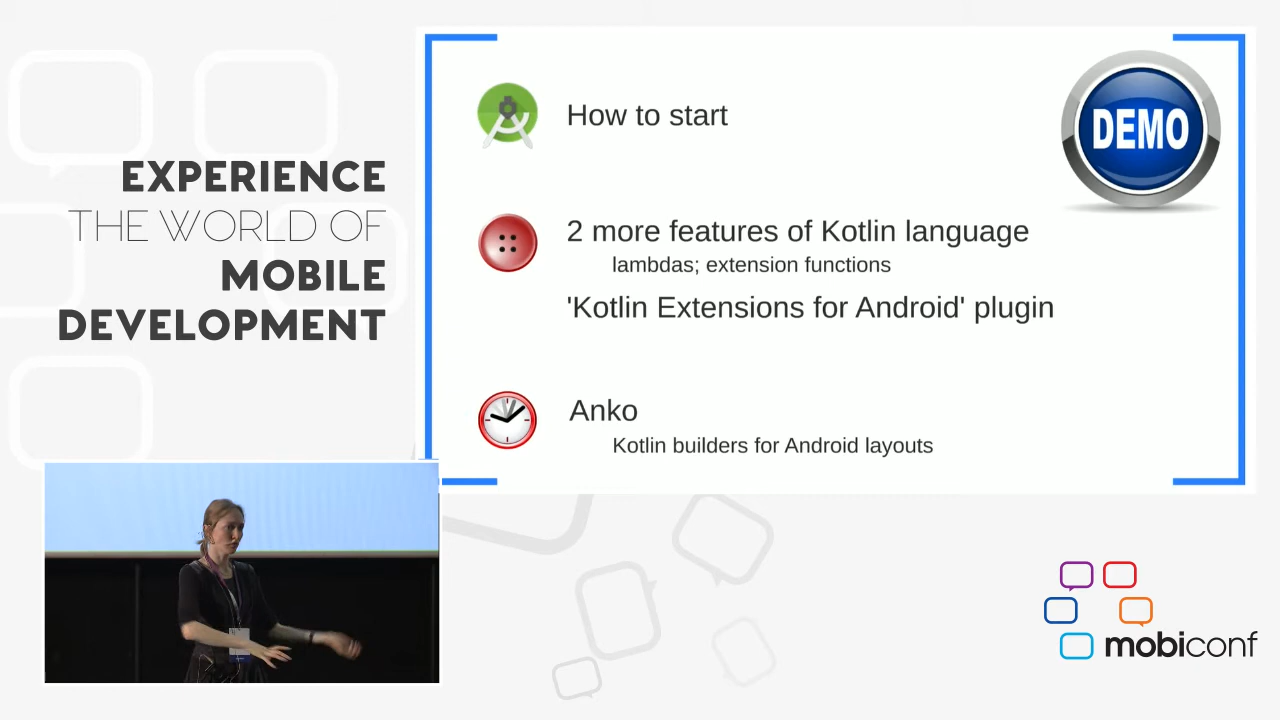 EXPERIENCE
THE WORLD OF
MOBILE
DEVELOPMENT
How to start
DEMO
2 more features of Kotlin language
lambdas; extension functions
'Kotlin Extensions for Android' plugin
Anko
Kotlin builders for Android layouts
mobiconf